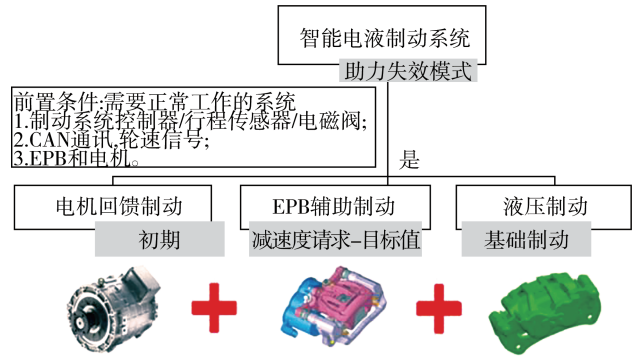 智能电液制动系统
助力失效模式
前置条件:需要正常工作的系统
1.制动系统控制器/行程传感器/电磁阀;
2.CAN通讯,轮速信号;
3.EPB和电机。
是
电机回馈制动
初期
EPB辅助制动
减速度请求-目标值
液压制动
基础制动